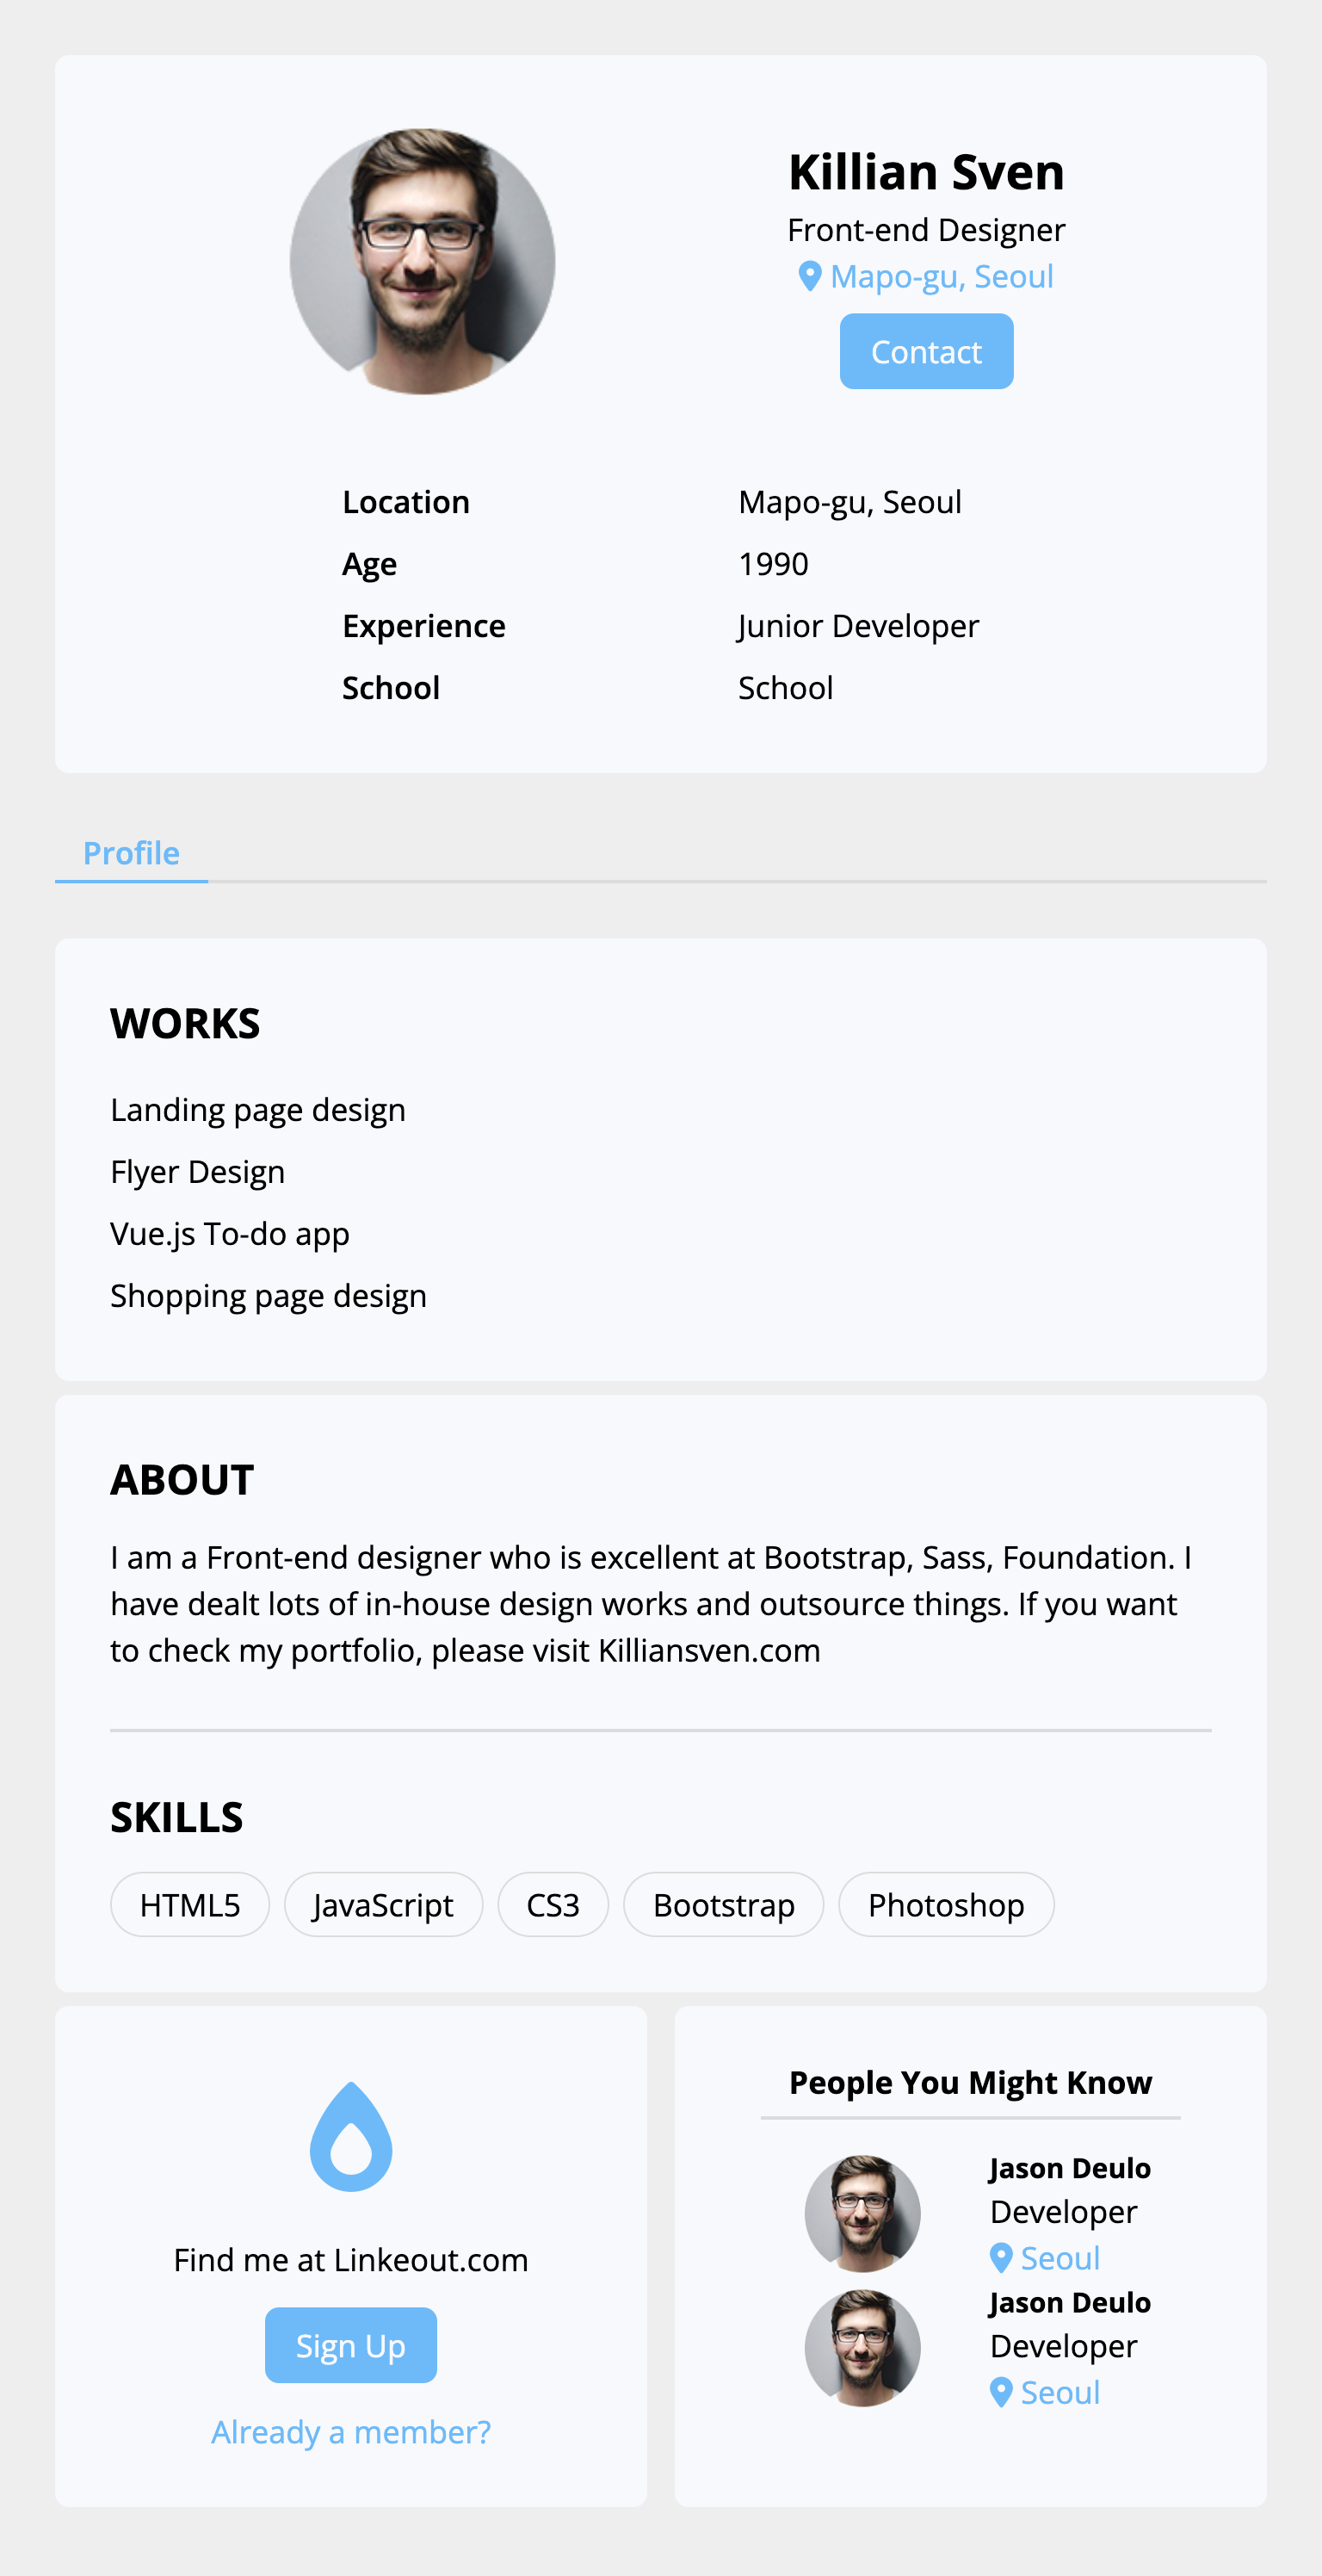 Killian Sven
Front-end Designer
Mapo-gu, Seoul
Contact
Location Mapo-gu, Seoul
Age 1990
Experience Junior Developer
School School
Profile
WORKS
Landing page design
Flyer Design
Vue.js To-do app
Shopping page design
ABOUT
I am a Front-end designer who is excellent at Bootstrap, Sass, Foundation. I
have dealt lots of in-house design works and outsource things. If you want
to check my portfolio, please visit Killiansven.com
SKILLS
HTML5 JavaScript CS3 Bootstrap Photoshop
Find me at Linkeout.com
Sign Up
Already a member?
People You Might Know
Jason Deulo
Developer
Seoul
Jason Deulo
Developer
Seoul